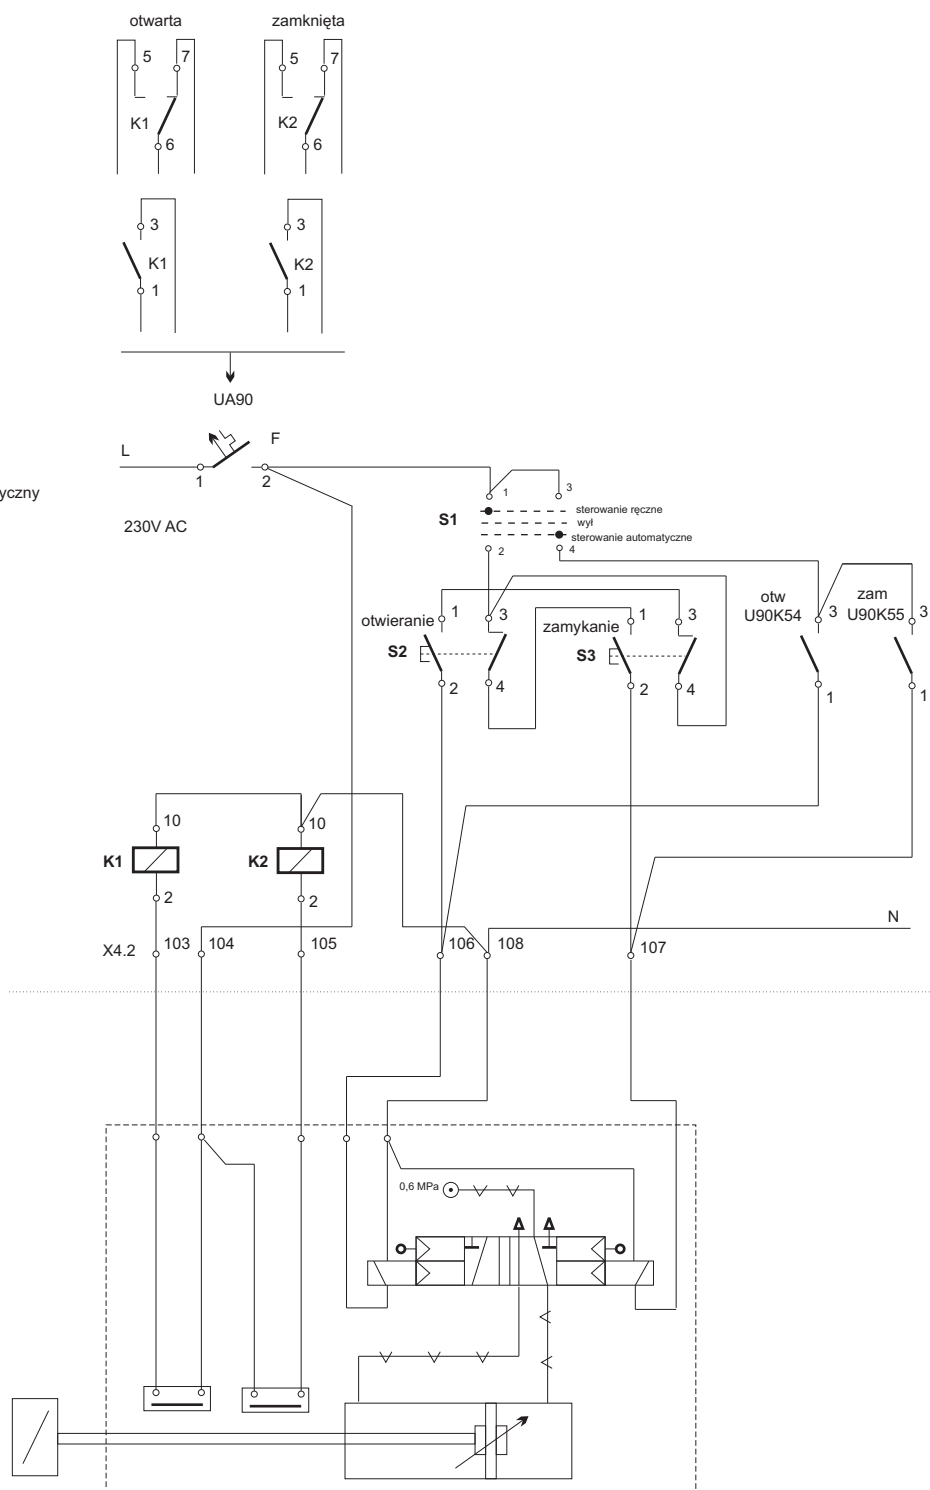 otwarta zamknięta
5 7 5 7
K1 K2
6 6
3 3
K1 K2
1 1
UA90
L F
1 2
yczny
230V AC
1 3
S1 sterowanie ręczne
wył
sterowanie automatyczne
2 4
otw zam
U90K54 3 U90K55 3
otwieranie 1 3 zamykanie 1 3
S2 S3
2 4 2 4
1 1
10 10
K1 K2
2 2
N
X4.2 103 104 105 106 108 107
0,6 MPa